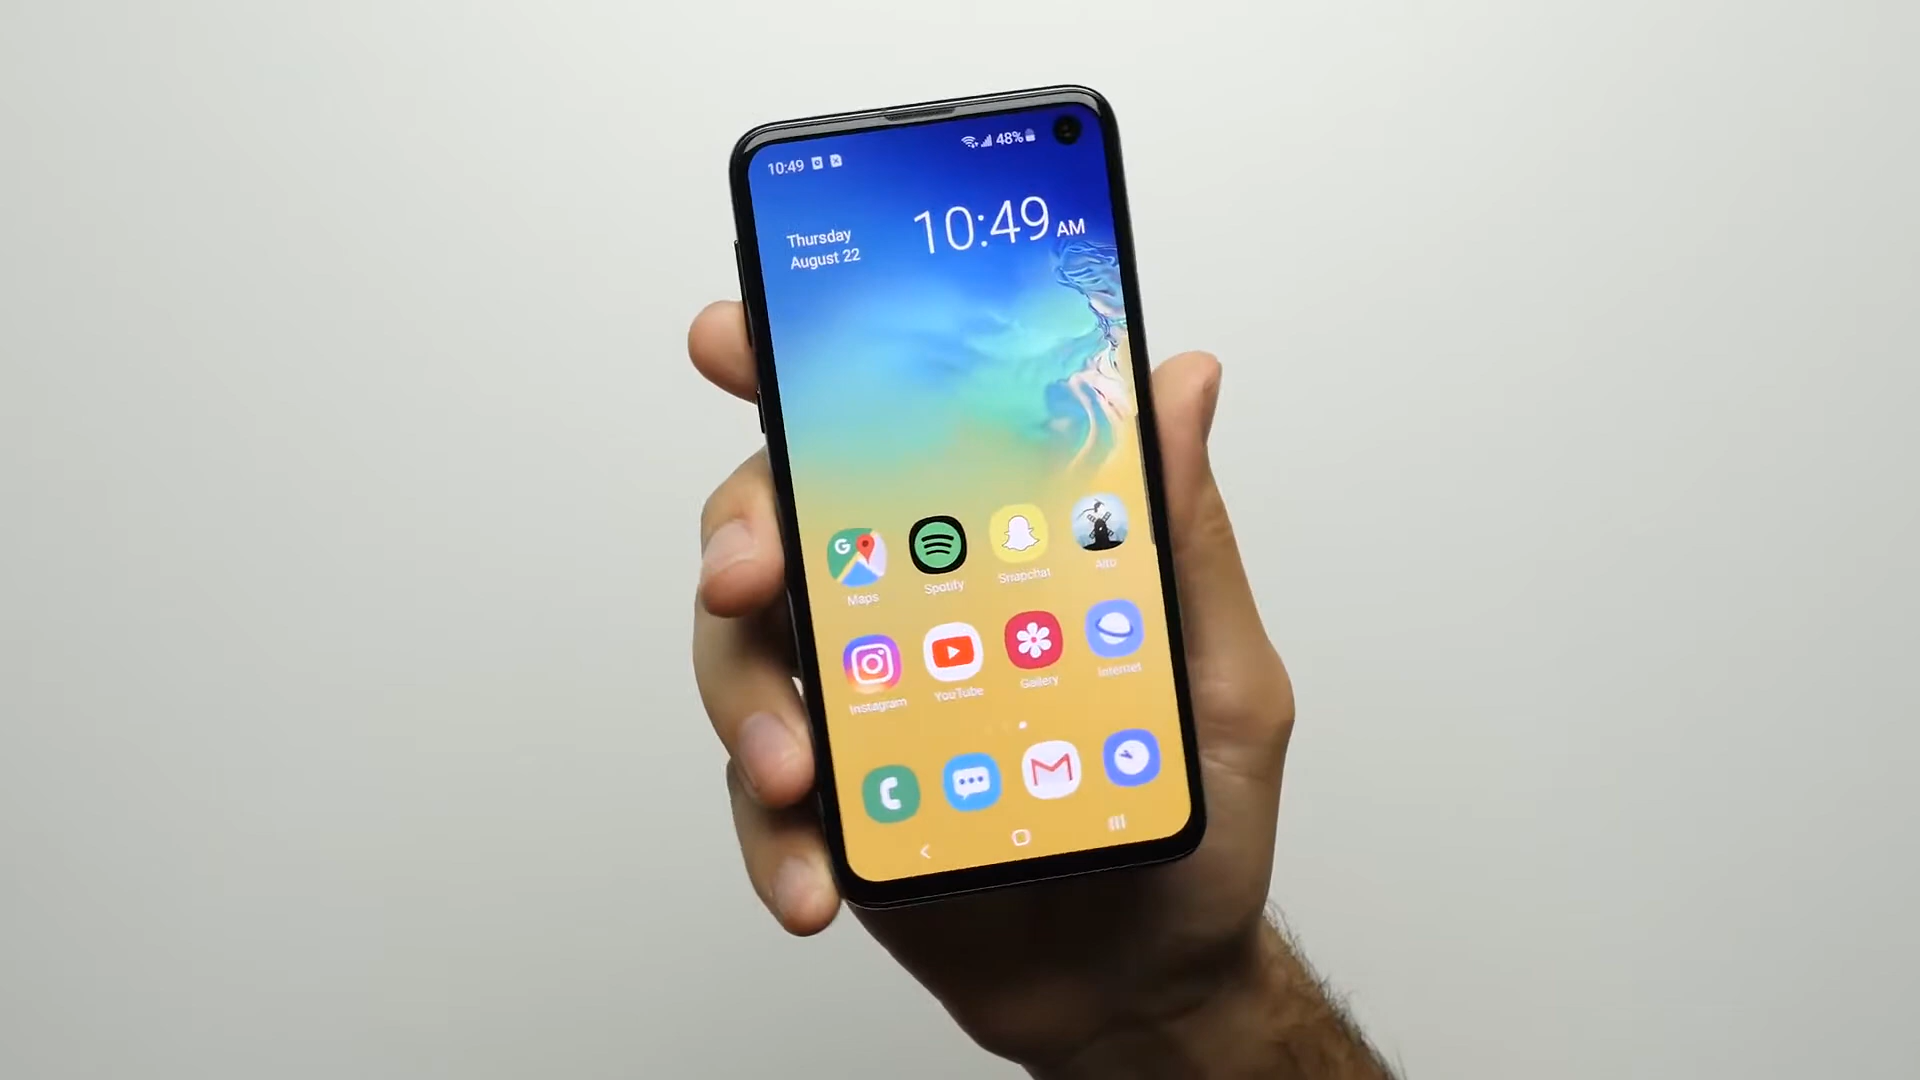 10:49
48%
10:49 AM
Thursday
August 22
Maps
Spotify
Snapchat
Alto
G
Instagram
YouTube
Gallery
Internet